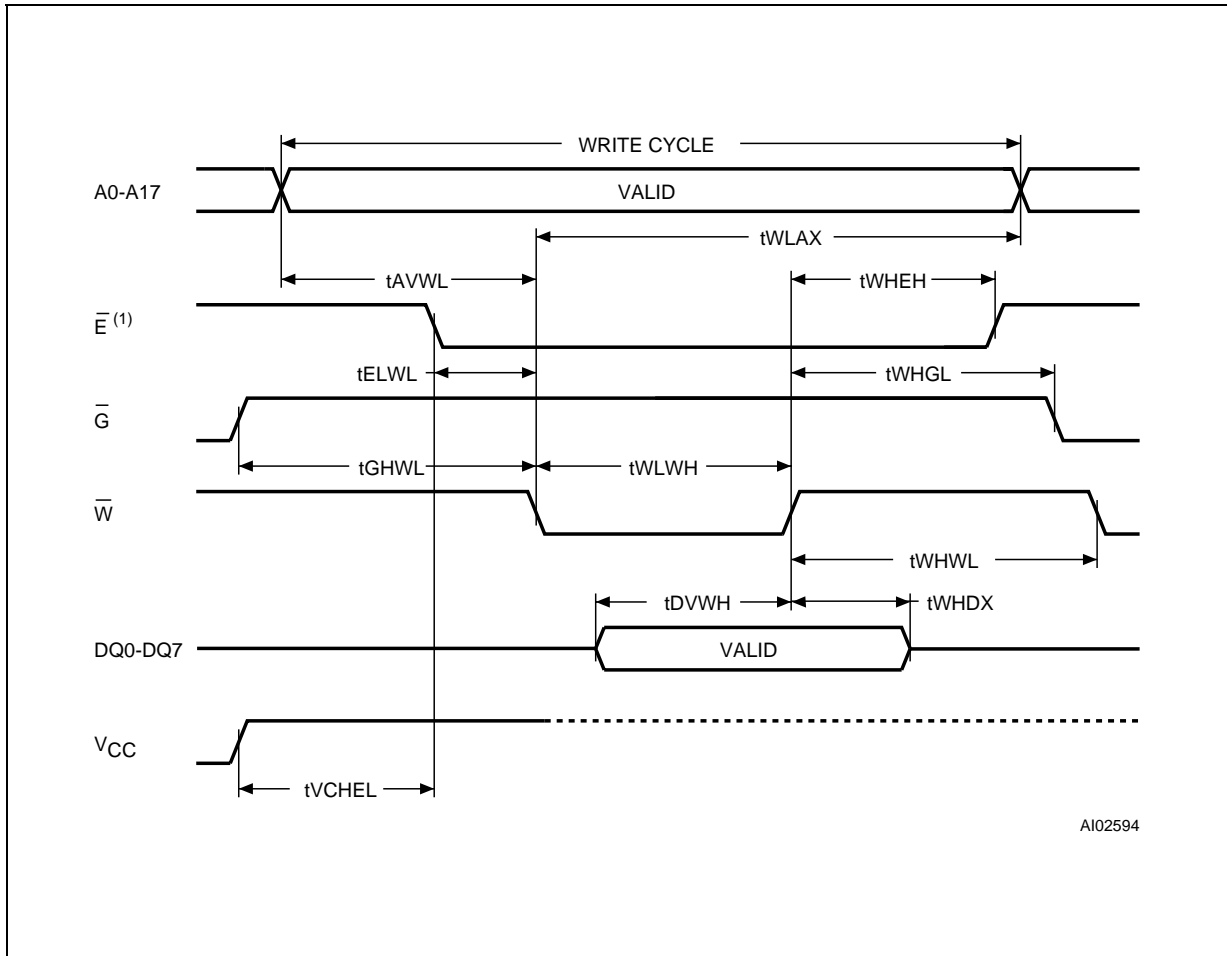 WRITE CYCLE
A0-A17 VALID
tWLAX
tAVWL tWHEH
E̅ (1)
tELWL tWHGL
G̅
tGHWL tWLWH
W̅
tWHWL
tDVWH tWHDX
DQ0-DQ7 VALID
VCC
tVCHEL
AI02594